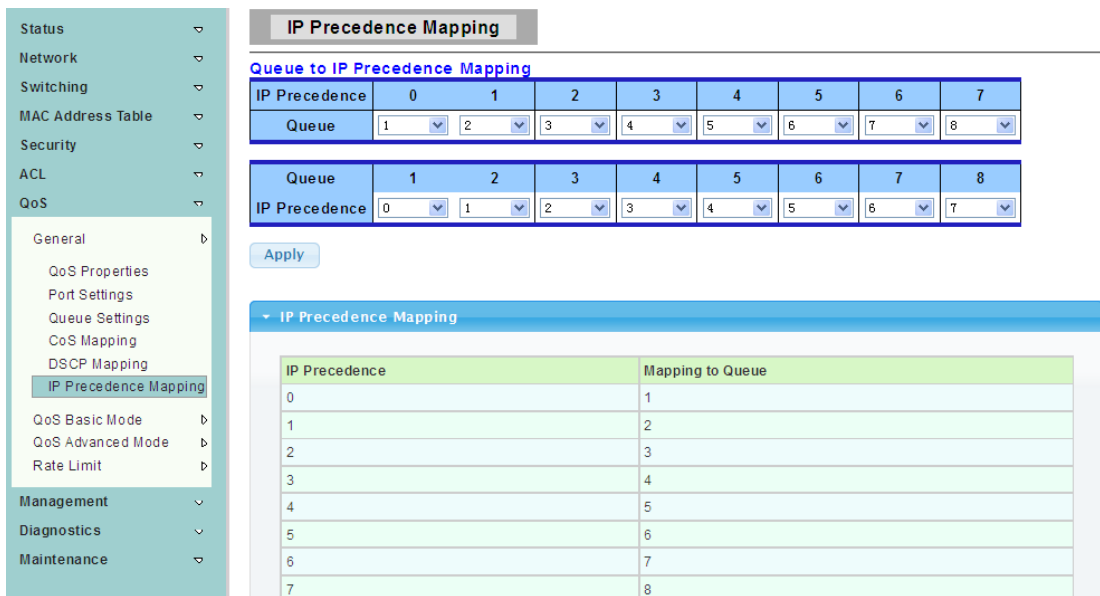 Status
Network
Switching
MAC Address Table
Security
ACL
QoS
General
QoS Properties
Port Settings
Queue Settings
CoS Mapping
DSCP Mapping
IP Precedence Mapping
QoS Basic Mode
QoS Advanced Mode
Rate Limit
Management
Diagnostics
Maintenance
IP Precedence Mapping
Queue to IP Precedence Mapping
IP Precedence 0 1 2 3 4 5 6 7
Queue 1 2 3 4 5 6 7 8
Queue 1 2 3 4 5 6 7 8
IP Precedence 0 1 2 3 4 5 6 7
Apply
IP Precedence Mapping
IP Precedence Mapping to Queue
0 1
1 2
2 3
3 4
4 5
5 6
6 7
7 8